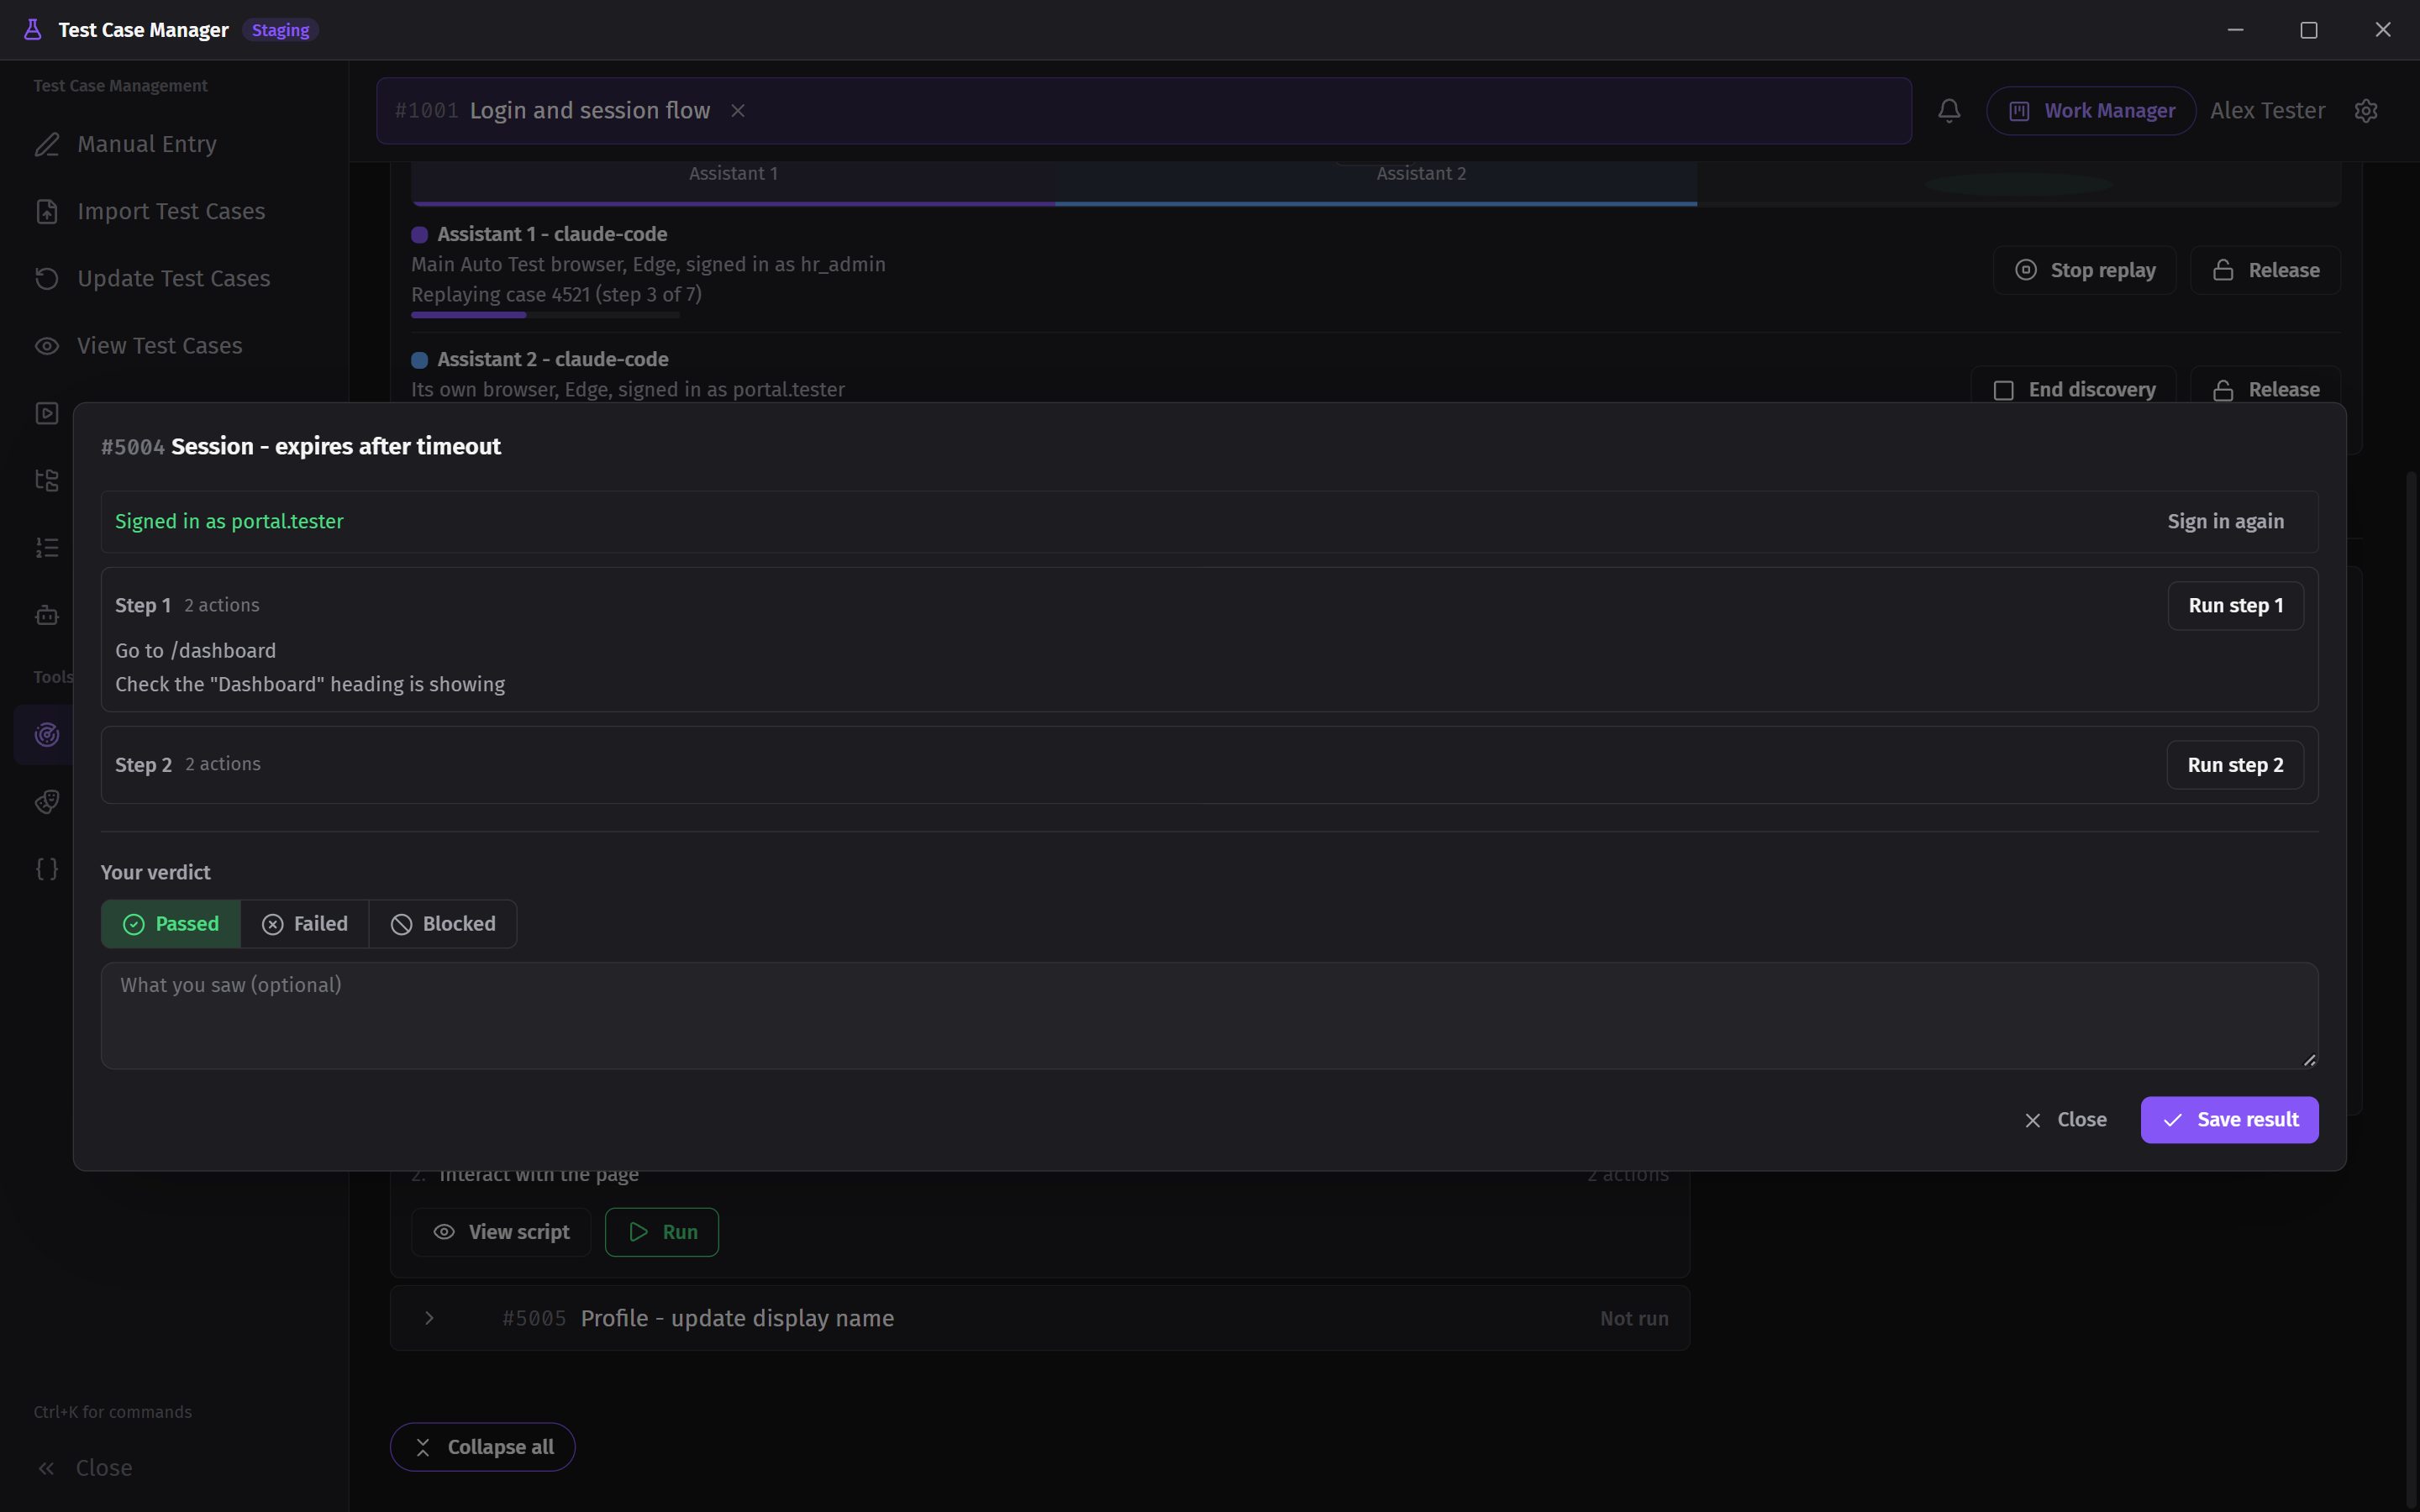 Test Case Manager Staging
Test Case Management
Manual Entry
Import Test Cases
Update Test Cases
View Test Cases
Tools
Ctrl+K for commands
Close
#1001 Login and session flow
Work Manager
Alex Tester
Assistant 1
Assistant 2
Assistant 1 - claude-code
Main Auto Test browser, Edge, signed in as hr_admin
Replaying case 4521 (step 3 of 7)
Stop replay
Release
Assistant 2 - claude-code
Its own browser, Edge, signed in as portal.tester
End discovery
Release
#5004 Session - expires after timeout
Signed in as portal.tester
Sign in again
Step 1 2 actions
Run step 1
Go to /dashboard
Check the "Dashboard" heading is showing
Step 2 2 actions
Run step 2
Your verdict
Passed
Failed
Blocked
What you saw (optional)
Close
Save result
2. Interact with the page
2 actions
View script
Run
#5005 Profile - update display name
Not run
Collapse all